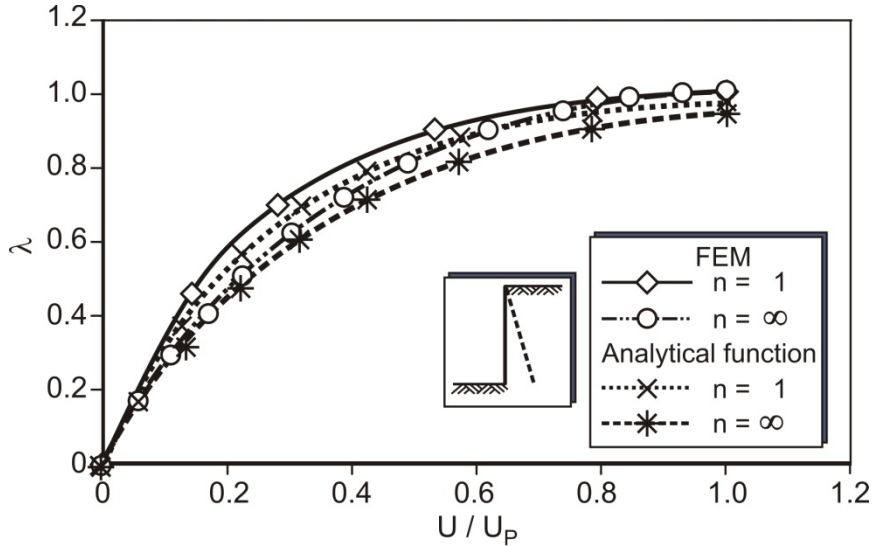 1.2
1.0
0.8
0.6
0.4
0.2
0
λ
0 0.2 0.4 0.6 0.8 1.0 1.2
U / U_P
FEM
n = 1
n = ∞
Analytical function
n = 1
n = ∞